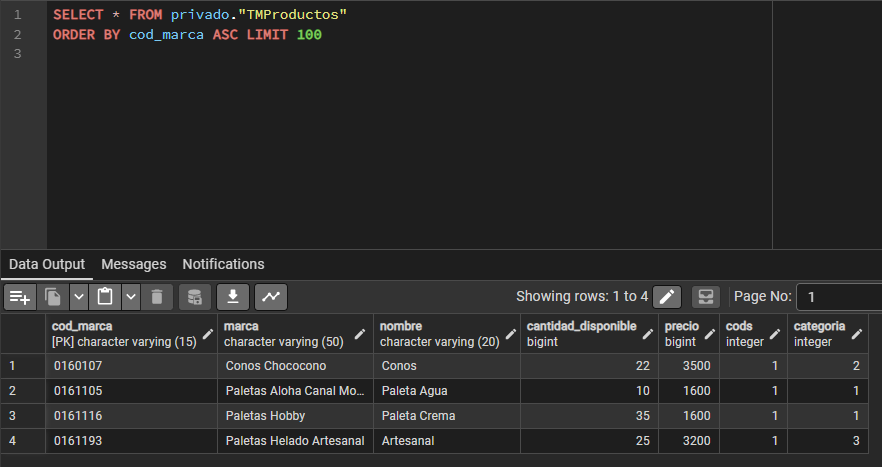 1 SELECT * FROM privado."TMProductos"
2 ORDER BY cod_marca ASC LIMIT 100
3
Data Output Messages Notifications
Showing rows: 1 to 4 Page No: 1
cod_marca marca nombre cantidad_disponible precio cods categoria
[PK] character varying (15) character varying (50) character varying (20) bigint bigint integer integer
1 0160107 Conos Chococono Conos 22 3500 1 2
2 0161105 Paletas Aloha Canal Mo... Paleta Agua 10 1600 1 1
3 0161116 Paletas Hobby Paleta Crema 35 1600 1 1
4 0161193 Paletas Helado Artesanal Artesanal 25 3200 1 3